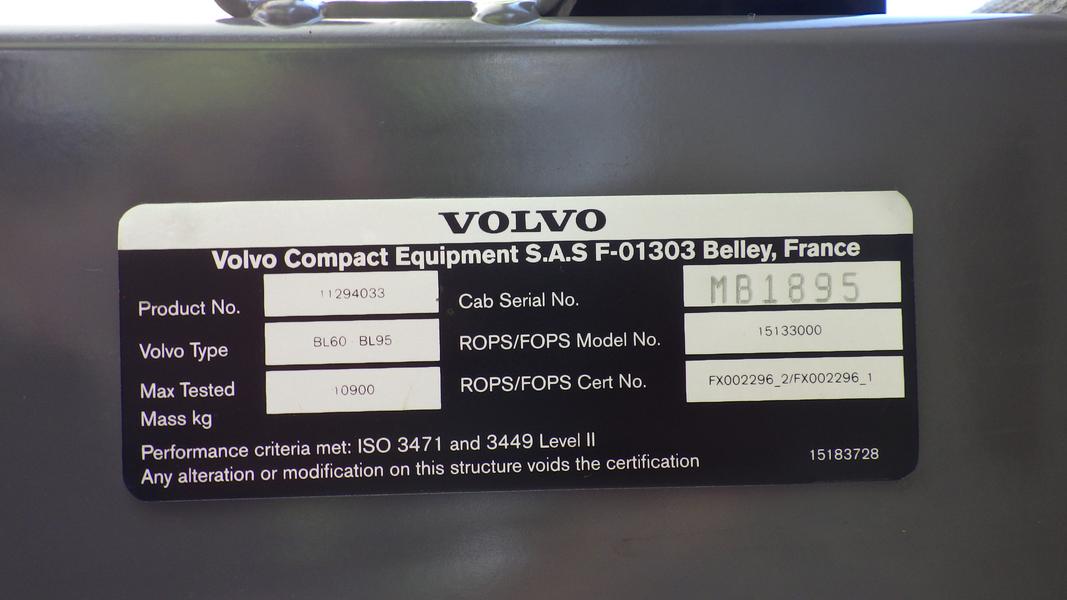 VOLVO
Volvo Compact Equipment S.A.S F-01303 Belley, France
Product No. 11294033 Cab Serial No. MB1895
Volvo Type BL60 - BL95 ROPS/FOPS Model No. 15133000
Max Tested Mass kg 10900 ROPS/FOPS Cert No. FX002296_2/FX002296_1
Performance criteria met: ISO 3471 and 3449 Level II
Any alteration or modification on this structure voids the certification 15183728